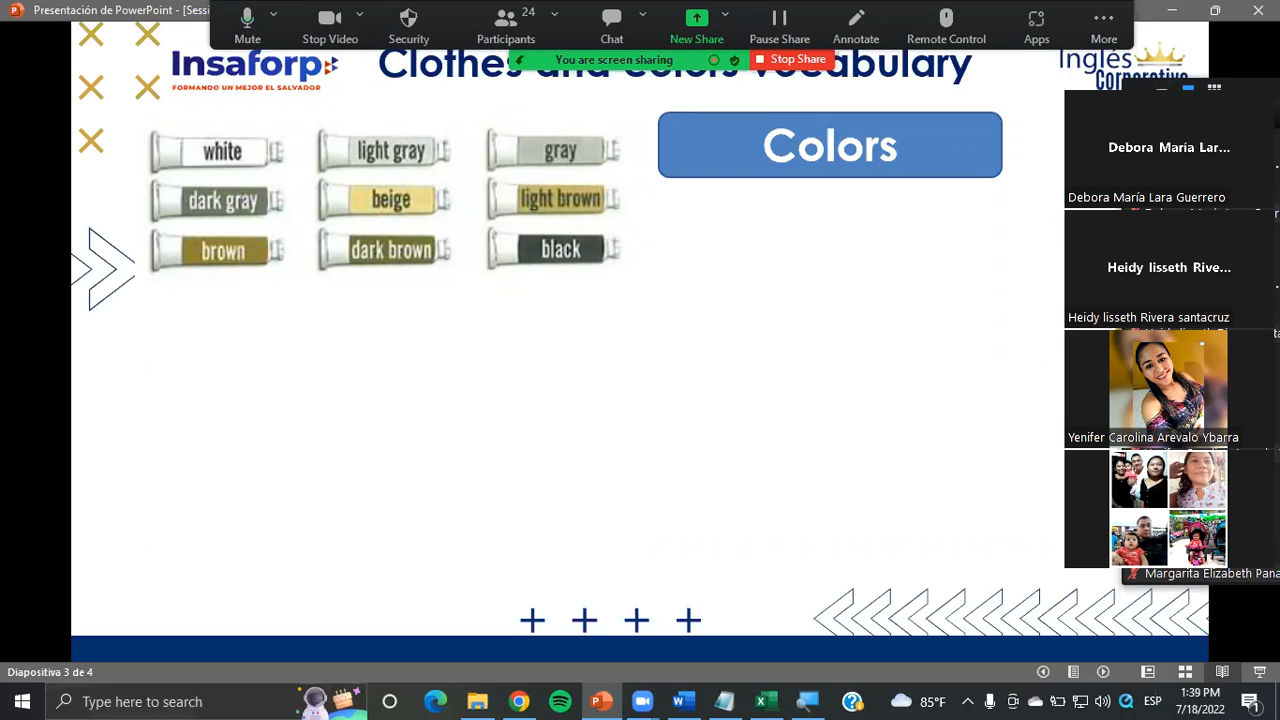 Presentación de PowerPoint - [Sessi
Mute
Stop Video
Security
24
Participants
Chat
New Share
Pause Share
Annotate
Remote Control
Apps
More
You are screen sharing
Stop Share
Insaforp
FORMANDO UN MEJOR EL SALVADOR
Clothes and Colors Vocabulary
Inglés
Corporativo
Colors
white
light gray
gray
dark gray
beige
light brown
brown
dark brown
black
Debora María Lar...
Debora María Lara Guerrero
Heidy lisseth Rive...
Heidy lisseth Rivera santacruz
Yenifer Carolina Arevalo Ybarra
Margarita Elizabeth Pana
Diapositiva 3 de 4
Type here to search
85°F
ESP
1:39 PM
7/18/2022
1